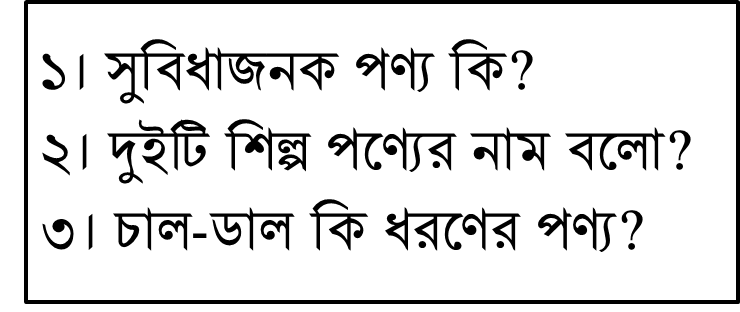 ১। সুবিধাজনক পণ্য কি?
২। দুইটি শিল্প পণ্যের নাম বলো?
৩। চাল-ডাল কি ধরণের পণ্য?